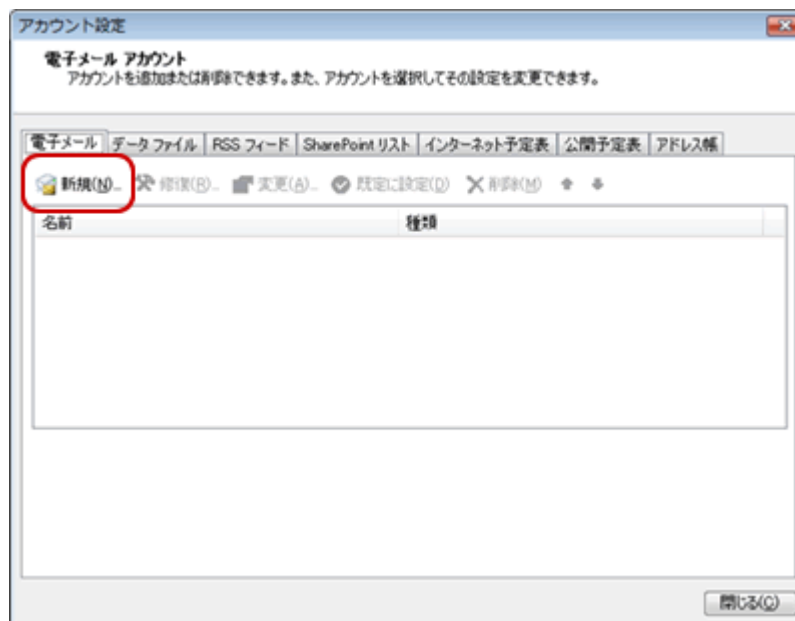 アカウント設定
電子メール アカウント
アカウントを追加または削除できます。また、アカウントを選択してその設定を変更できます。
電子メール データ ファイル RSS フィード SharePoint リスト インターネット予定表 公開予定表 アドレス帳
新規(N)... 修復(R)... 変更(A)... 既定に設定(D) 削除(M)
名前 種類
閉じる(C)